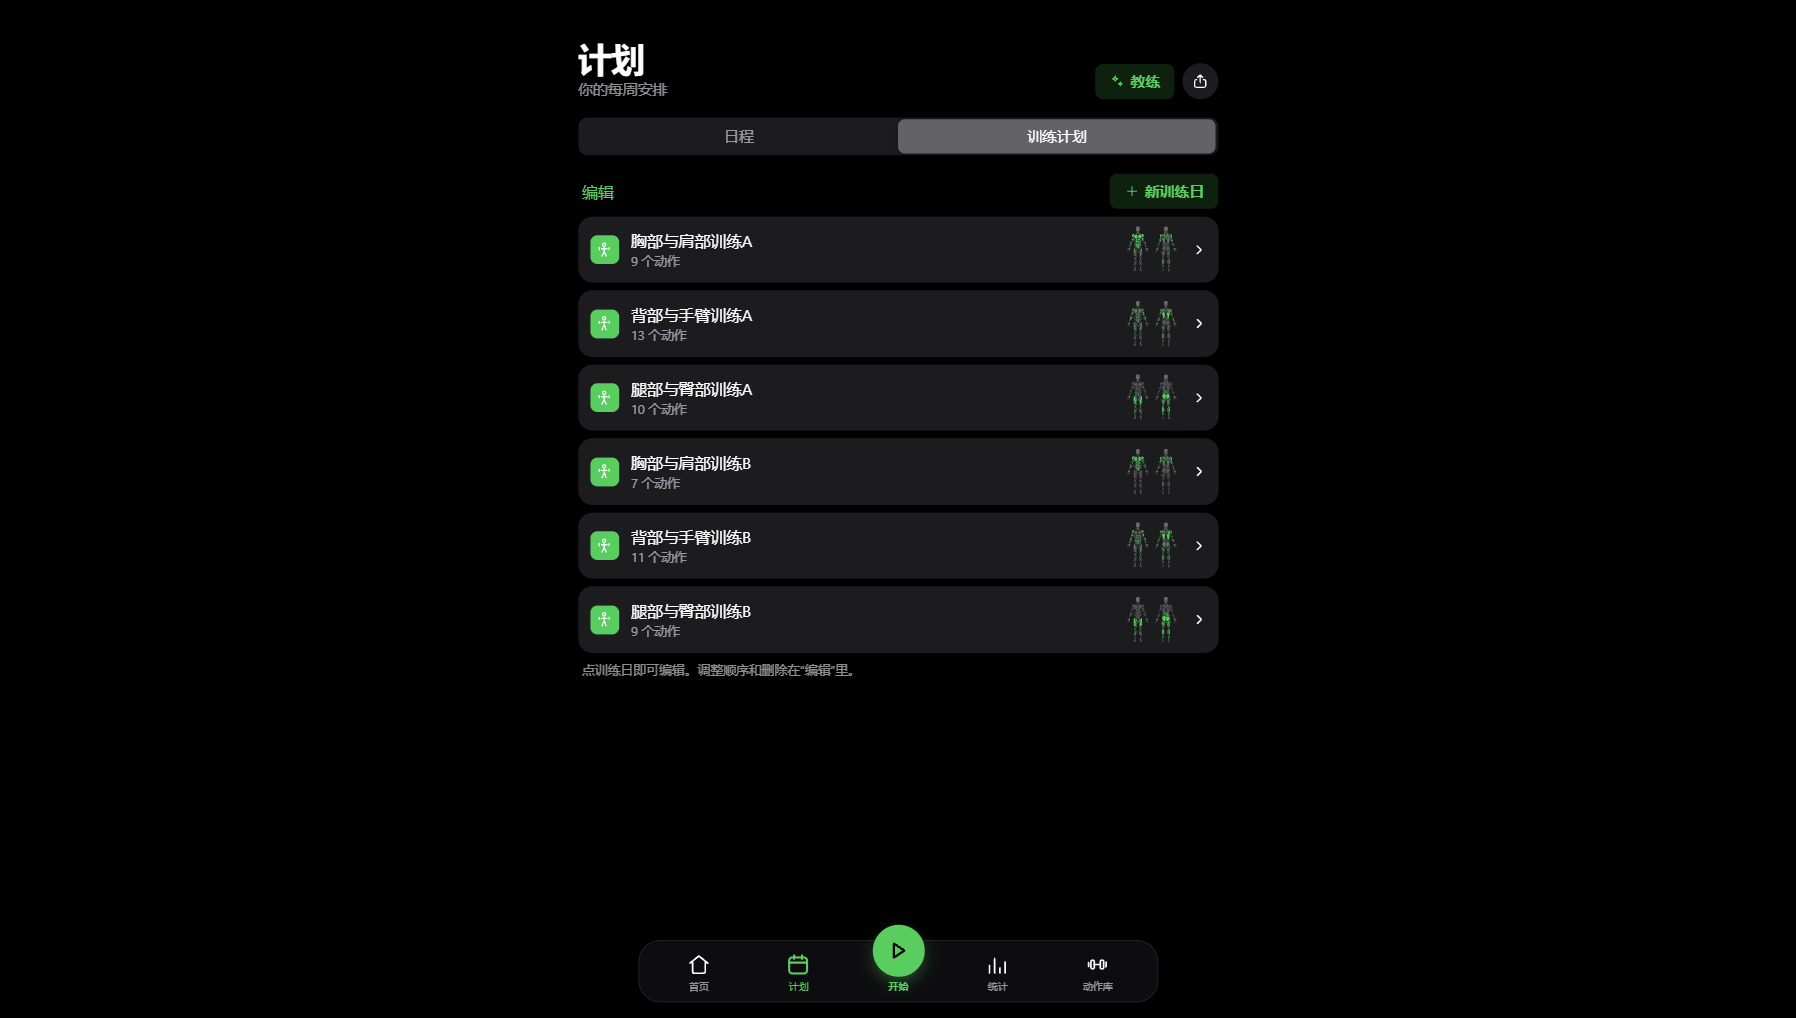 计划
你的每周安排
教练
日程
训练计划
编辑
+ 新训练日
胸部与肩部训练A
9 个动作
背部与手臂训练A
13 个动作
腿部与臀部训练A
10 个动作
胸部与肩部训练B
7 个动作
背部与手臂训练B
11 个动作
腿部与臀部训练B
9 个动作
点训练日即可编辑。调整顺序和删除在“编辑”里。
首页
计划
开始
统计
动作库